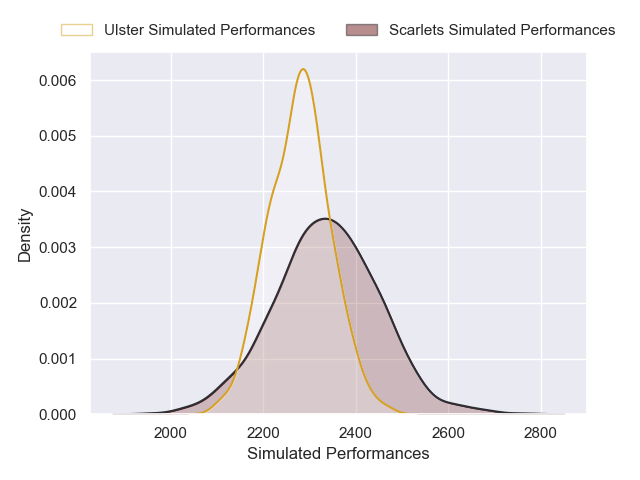 Ulster Simulated Performances Scarlets Simulated Performances
0.006
0.005
0.004
0.003
0.002
0.001
0.000
Density
2000 2200 2400 2600 2800
Simulated Performances